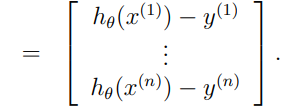 h_θ(x^(1)) − y^(1)
= ⋮ .
h_θ(x^(n)) − y^(n)